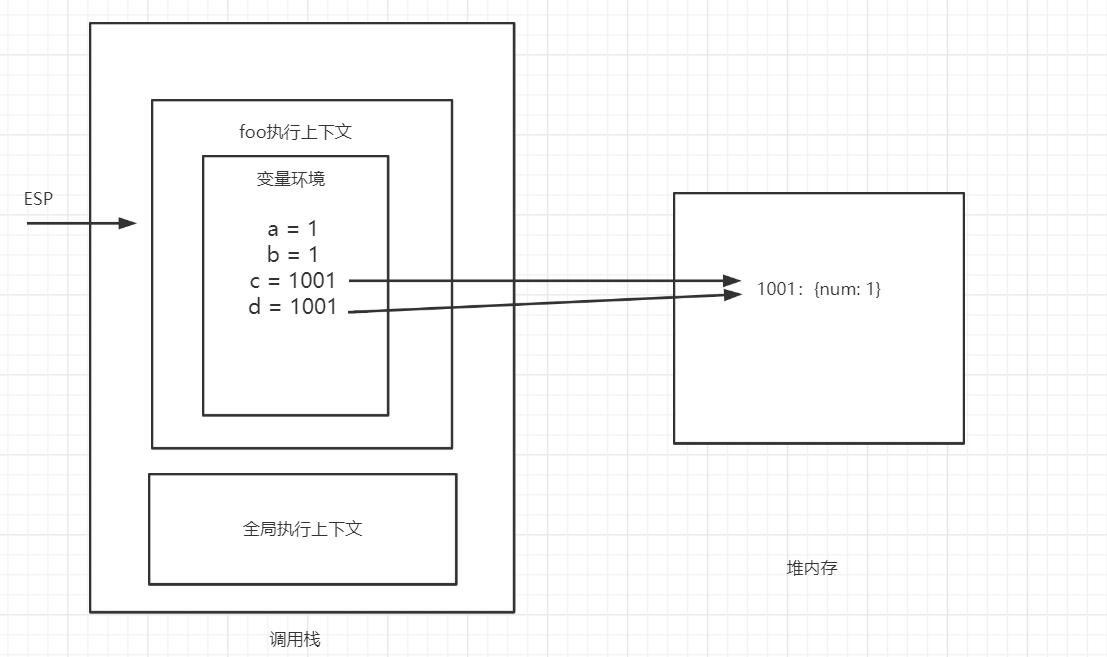 foo执行上下文
变量环境
ESP
a = 1
b = 1
c = 1001
d = 1001
1001：{num: 1}
全局执行上下文
堆内存
调用栈